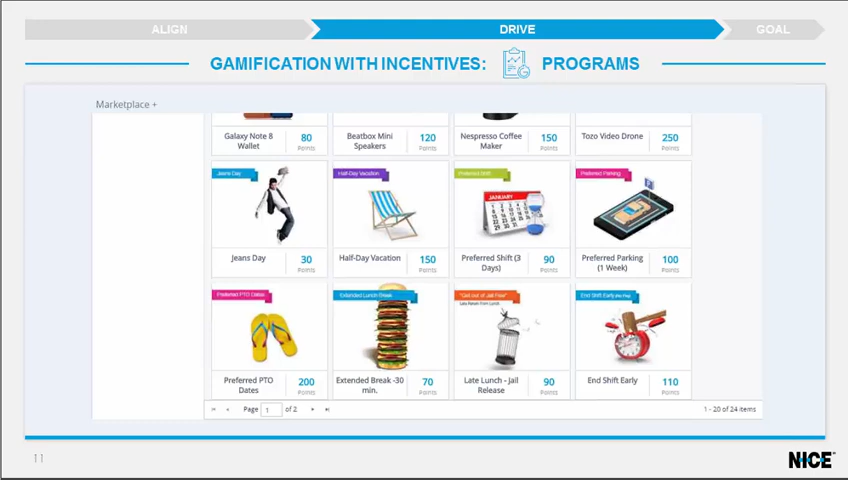 ALIGN
DRIVE
GOAL
GAMIFICATION WITH INCENTIVES: PROGRAMS
Marketplace +
Galaxy Note 8
Wallet
80
Points
Beatbox Mini
Speakers
120
Points
Nespresso Coffee
Maker
150
Points
Tozo Video Drone
250
Points
Jeans Day
Half-Day Vacation
Preferred Shift
Preferred Parking
JANUARY
Jeans Day
30
Points
Half-Day Vacation
150
Points
Preferred Shift (3
Days)
90
Points
Preferred Parking
(1 Week)
100
Points
Preferred PTO Dates
Extended Lunch Break
"Get out of Jail Free"
Late Return from Lunch
End Shift Early
Preferred PTO
Dates
200
Points
Extended Break -30
min.
70
Points
Late Lunch - Jail
Release
90
Points
End Shift Early
110
Points
Page 1 of 2
1 - 20 of 24 items
11
NICE